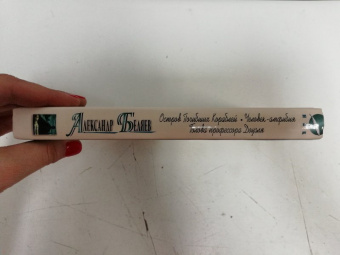 Александр Беляев
Остров Погибших Кораблей • Человек-амфибия
Голова профессора Доуэля